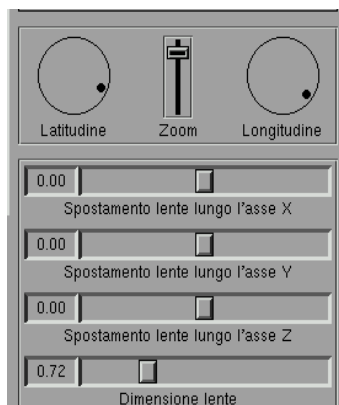 Latitudine Zoom Longitudine
0.00
Spostamento lente lungo l'asse X
0.00
Spostamento lente lungo l'asse Y
0.00
Spostamento lente lungo l'asse Z
0.72
Dimensione lente